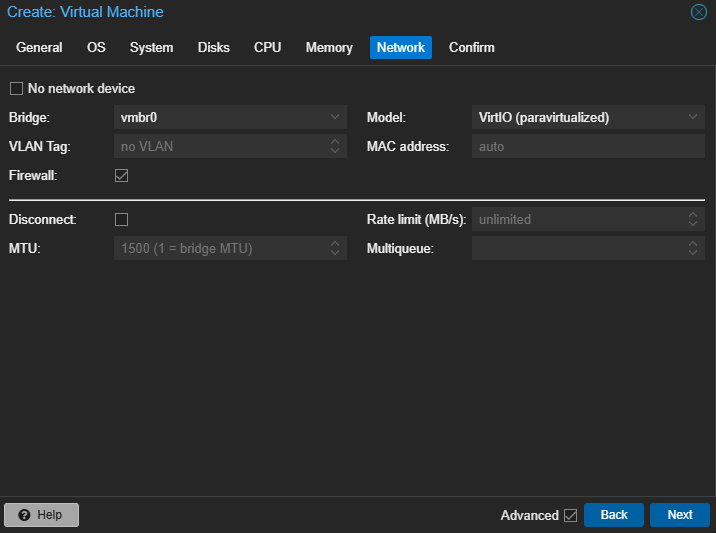 Create: Virtual Machine
General OS System Disks CPU Memory Network Confirm
No network device
Bridge: vmbr0 Model: VirtIO (paravirtualized)
VLAN Tag: no VLAN MAC address: auto
Firewall:
Disconnect: Rate limit (MB/s): unlimited
MTU: 1500 (1 = bridge MTU) Multiqueue:
Help Advanced Back Next